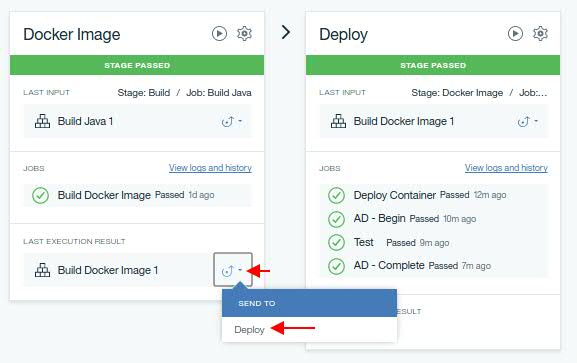 Docker Image
STAGE PASSED
LAST INPUT Stage: Build / Job: Build Java
Build Java 1
JOBS View logs and history
Build Docker Image Passed 1d ago
LAST EXECUTION RESULT
Build Docker Image 1
SEND TO
Deploy
Deploy
STAGE PASSED
LAST INPUT Stage: Docker Image / Job:...
Build Docker Image 1
JOBS View logs and history
Deploy Container Passed 12m ago
AD - Begin Passed 10m ago
Test Passed 9m ago
AD - Complete Passed 7m ago
ESULT